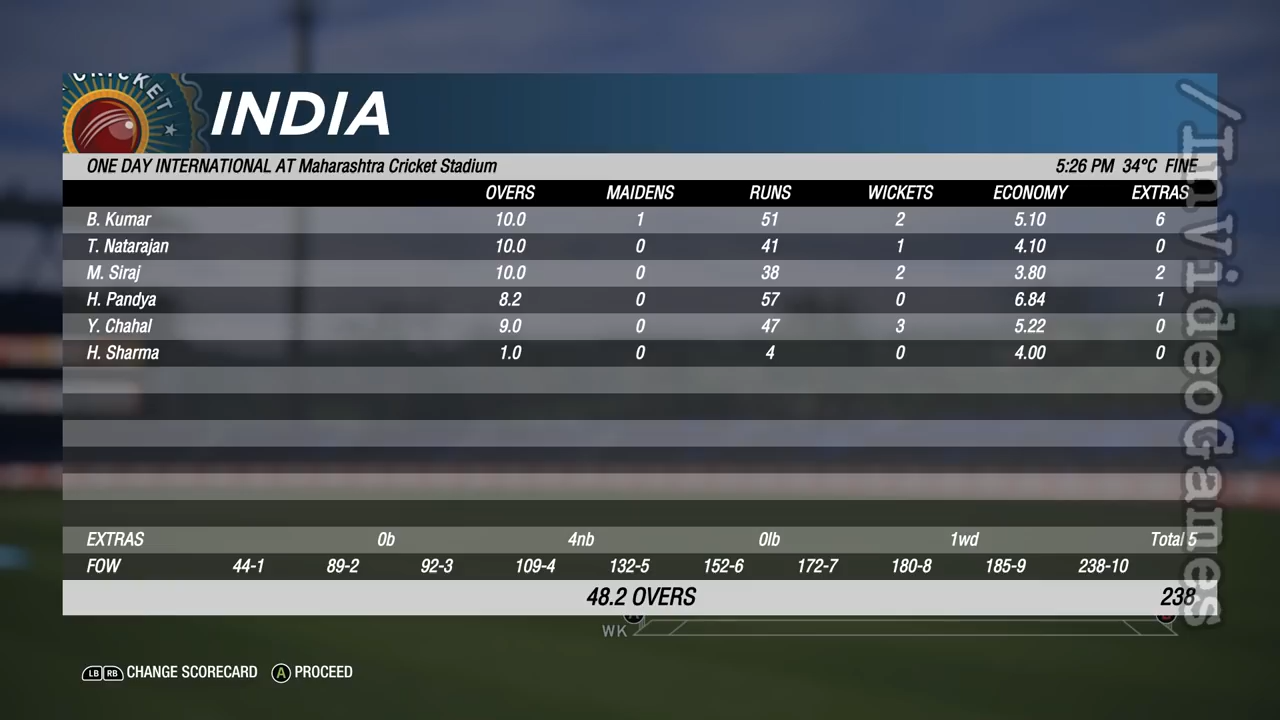 CRICKET
INDIA
ONE DAY INTERNATIONAL AT Maharashtra Cricket Stadium 5:26 PM 34°C FINE
OVERS MAIDENS RUNS WICKETS ECONOMY EXTRAS
B. Kumar 10.0 1 51 2 5.10 6
T. Natarajan 10.0 0 41 1 4.10 0
M. Siraj 10.0 0 38 2 3.80 2
H. Pandya 8.2 0 57 0 6.84 1
Y. Chahal 9.0 0 47 3 5.22 0
H. Sharma 1.0 0 4 0 4.00 0
EXTRAS 0b 4nb 0lb 1wd Total 5
FOW 44-1 89-2 92-3 109-4 132-5 152-6 172-7 180-8 185-9 238-10
48.2 OVERS 238
WK
LB RB CHANGE SCORECARD A PROCEED
/InVideoGames